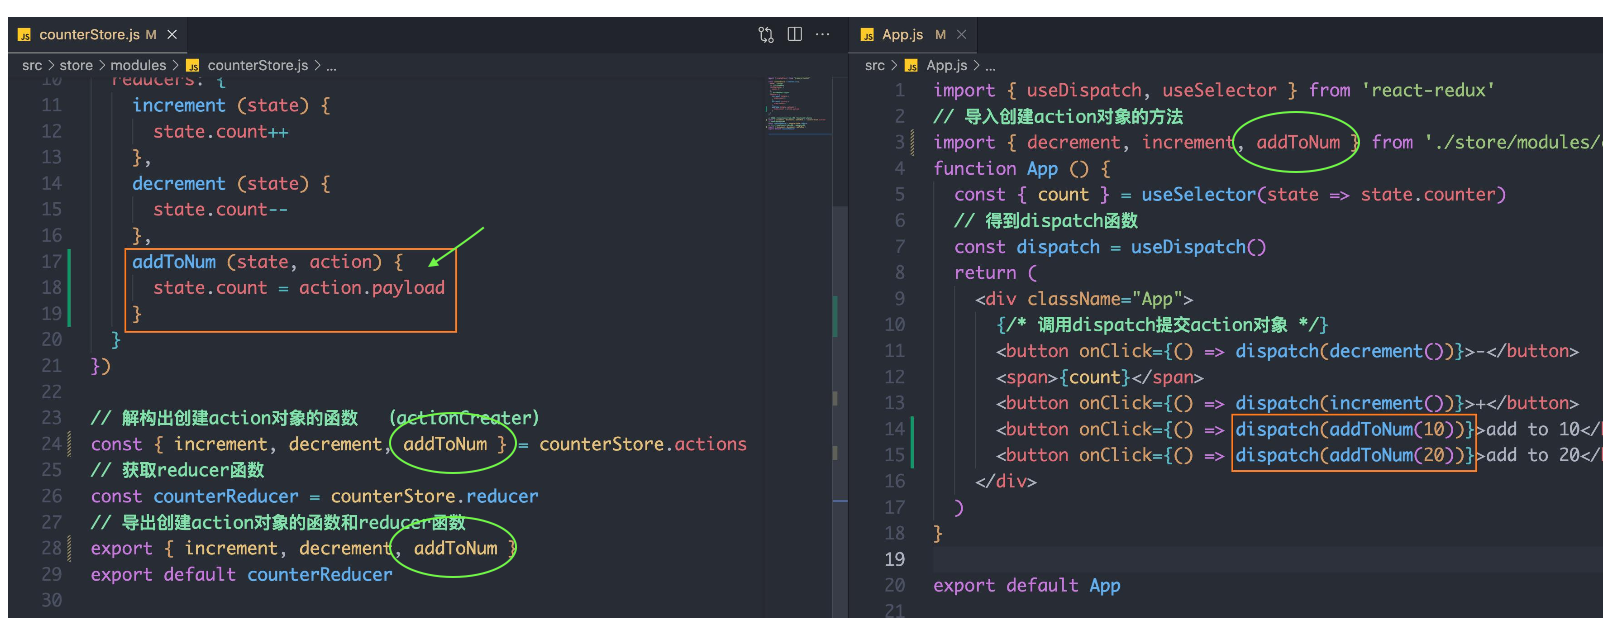 JS counterStore.js M ×
src > store > modules > JS counterStore.js > ...
10 reducers: {
11 increment (state) {
12 state.count++
13 },
14 decrement (state) {
15 state.count--
16 },
17 addToNum (state, action) {
18 state.count = action.payload
19 }
20 }
21 })
22
23 // 解构出创建action对象的函数 (actionCreater)
24 const { increment, decrement, addToNum } = counterStore.actions
25 // 获取reducer函数
26 const counterReducer = counterStore.reducer
27 // 导出创建action对象的函数和reducer函数
28 export { increment, decrement, addToNum }
29 export default counterReducer
30
JS App.js M ×
src > JS App.js > ...
1 import { useDispatch, useSelector } from 'react-redux'
2 // 导入创建action对象的方法
3 import { decrement, increment, addToNum } from './store/modules/
4 function App () {
5 const { count } = useSelector(state => state.counter)
6 // 得到dispatch函数
7 const dispatch = useDispatch()
8 return (
9 <div className="App">
10 {/* 调用dispatch提交action对象 */}
11 <button onClick={() => dispatch(decrement())}>-</button>
12 <span>{count}</span>
13 <button onClick={() => dispatch(increment())}>+</button>
14 <button onClick={() => dispatch(addToNum(10))}>add to 10</
15 <button onClick={() => dispatch(addToNum(20))}>add to 20</
16 </div>
17 )
18 }
19
20 export default App
21